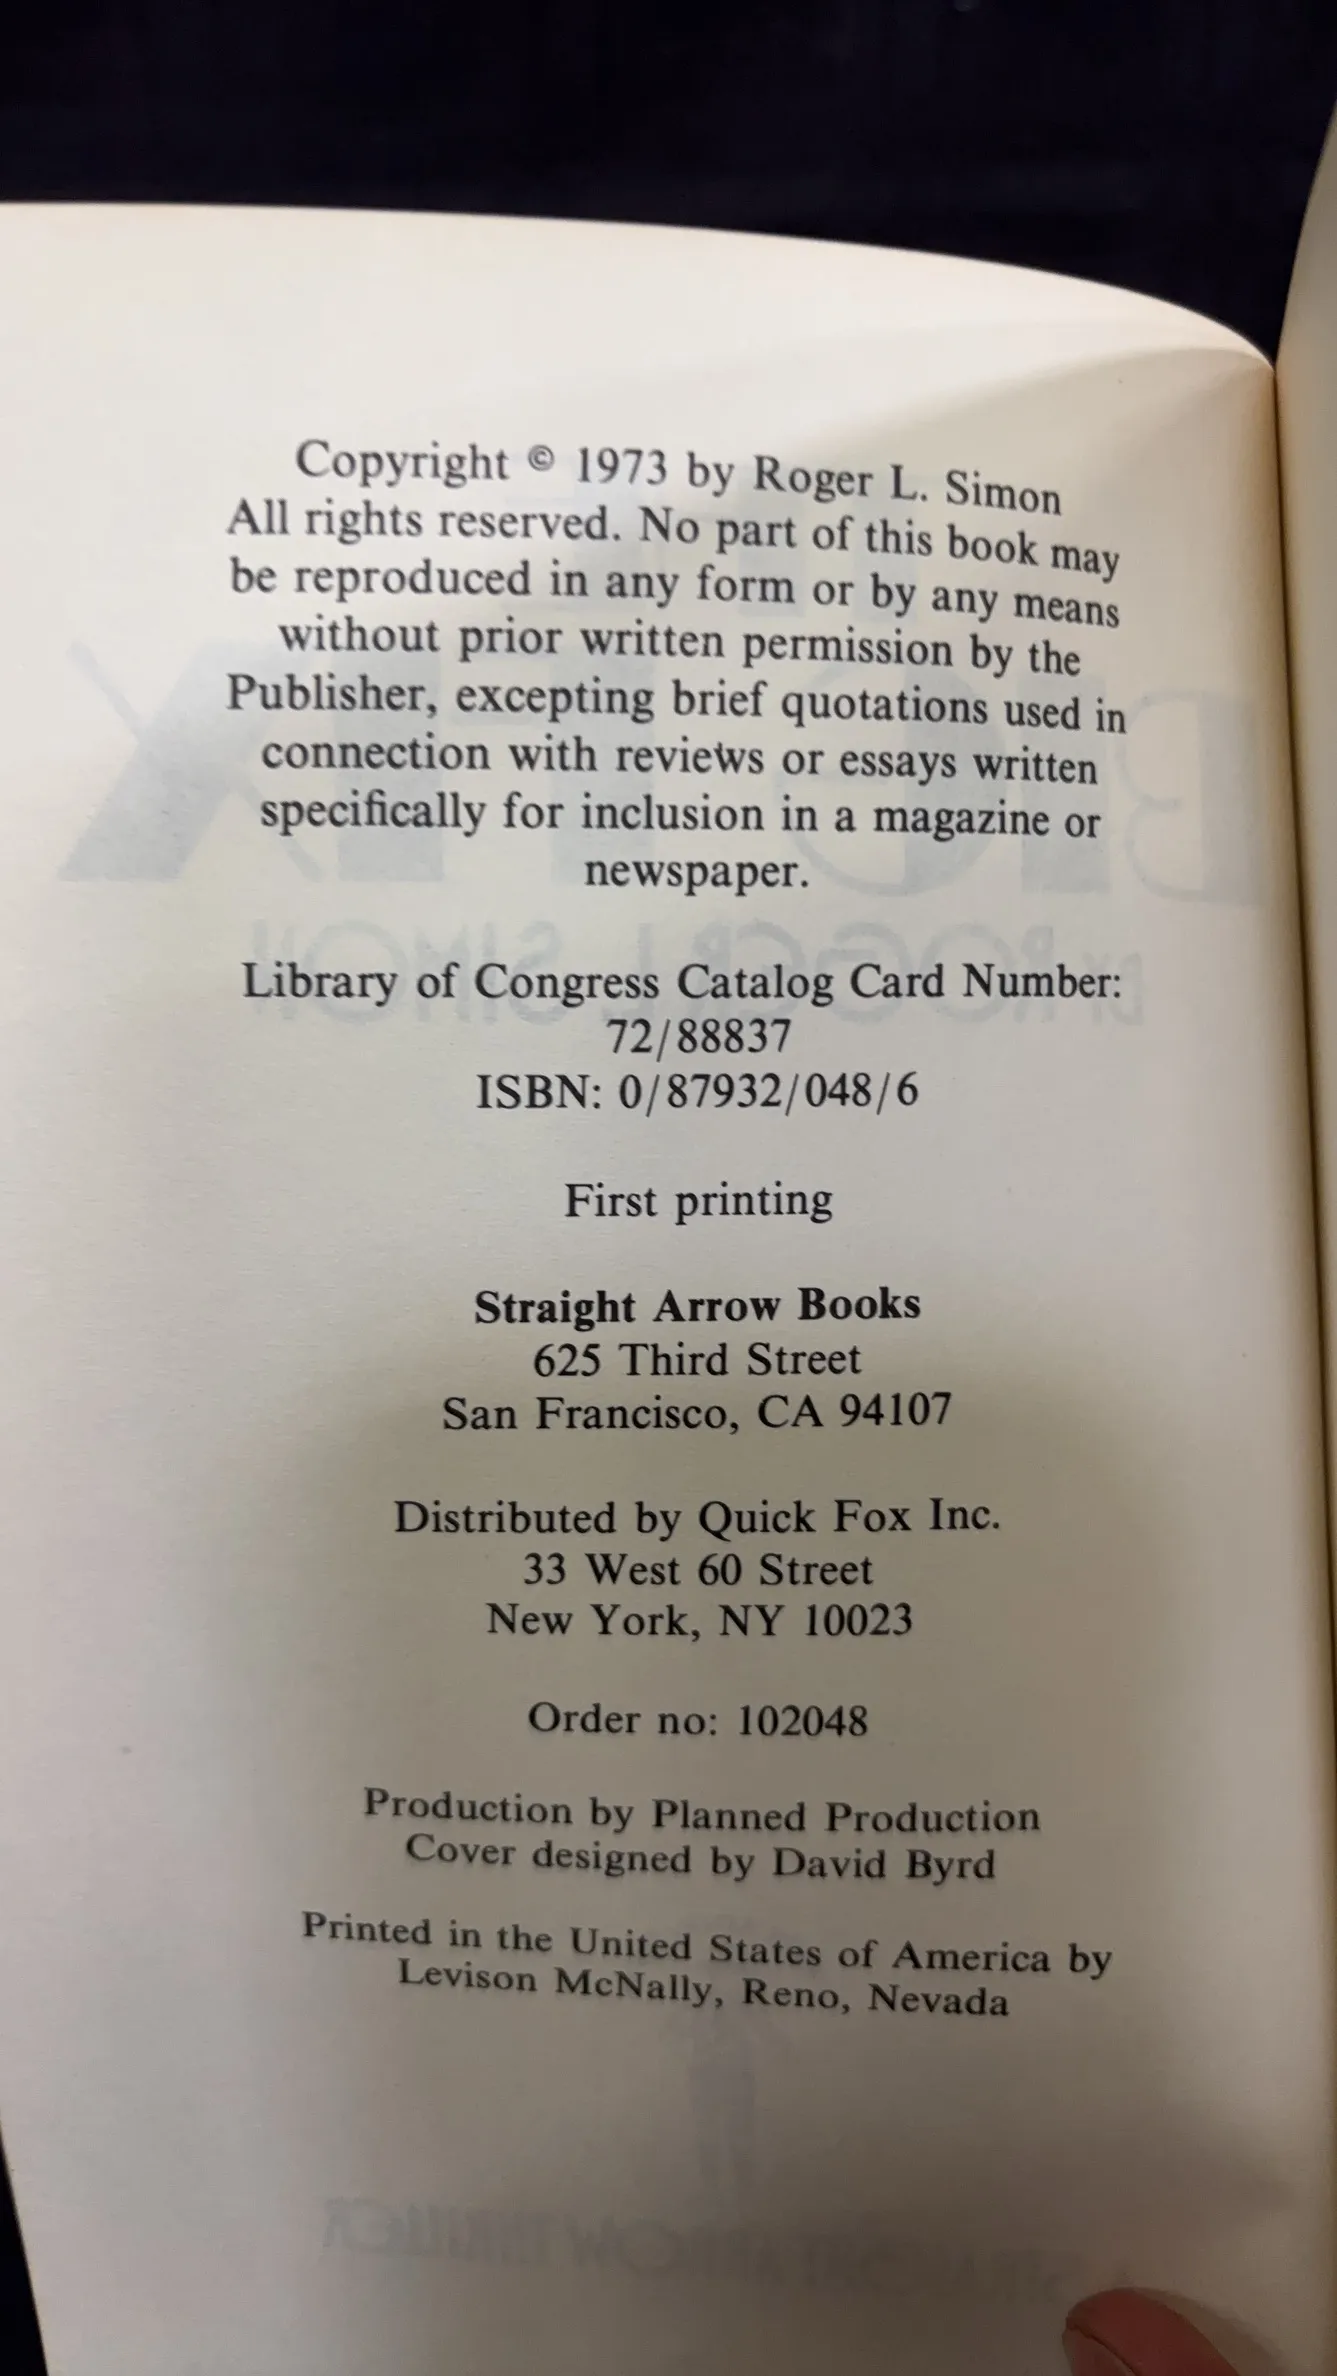 Copyright © 1973 by Roger L. Simon
All rights reserved. No part of this book may
be reproduced in any form or by any means
without prior written permission by the
Publisher, excepting brief quotations used in
connection with reviews or essays written
specifically for inclusion in a magazine or
newspaper.
Library of Congress Catalog Card Number:
72/88837
ISBN: 0/87932/048/6
First printing
Straight Arrow Books
625 Third Street
San Francisco, CA 94107
Distributed by Quick Fox Inc.
33 West 60 Street
New York, NY 10023
Order no: 102048
Production by Planned Production
Cover designed by David Byrd
Printed in the United States of America by
Levison McNally, Reno, Nevada